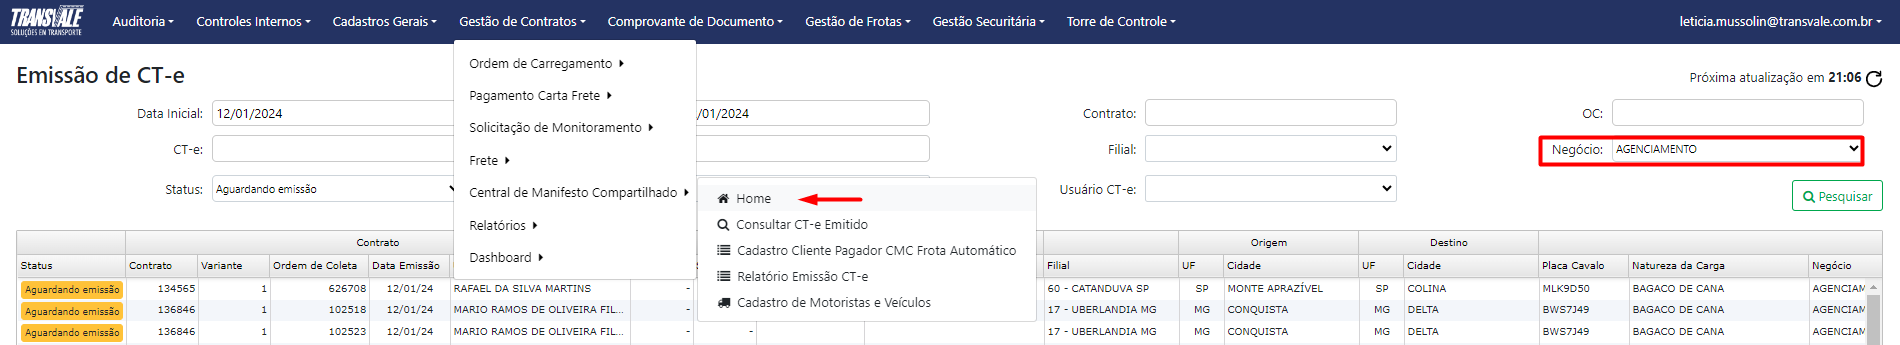 TRANSVALE
SOLUÇÕES EM TRANSPORTE
Auditoria
Controles Internos
Cadastros Gerais
Gestão de Contratos
Comprovante de Documento
Gestão de Frotas
Gestão Securitária
Torre de Controle
leticia.mussolin@transvale.com.br
Emissão de CT-e
Próxima atualização em 21:06
Ordem de Carregamento
Pagamento Carta Frete
Solicitação de Monitoramento
Frete
Central de Manifesto Compartilhado
Relatórios
Dashboard
Home
Consultar CT-e Emitido
Cadastro Cliente Pagador CMC Frota Automático
Relatório Emissão CT-e
Cadastro de Motoristas e Veículos
Data Inicial: 12/01/2024 /01/2024 Contrato: OC:
CT-e: Filial: Negócio: AGENCIAMENTO
Status: Aguardando emissão Usuário CT-e:
Pesquisar
Contrato Origem Destino
Status Contrato Variante Ordem de Coleta Data Emissão Filial UF Cidade UF Cidade Placa Cavalo Natureza da Carga Negócio
Aguardando emissão 134565 1 626708 12/01/24 RAFAEL DA SILVA MARTINS - 60 - CATANDUVA SP SP MONTE APRAZÍVEL SP COLINA MLK9D50 BAGACO DE CANA AGENCIAM
Aguardando emissão 136846 1 102518 12/01/24 MARIO RAMOS DE OLIVEIRA FIL... - 17 - UBERLANDIA MG MG CONQUISTA MG DELTA BWS7J49 BAGACO DE CANA AGENCIAM
Aguardando emissão 136846 1 102523 12/01/24 MARIO RAMOS DE OLIVEIRA FIL... - - 17 - UBERLANDIA MG MG CONQUISTA MG DELTA BWS7J49 BAGACO DE CANA AGENCIAM